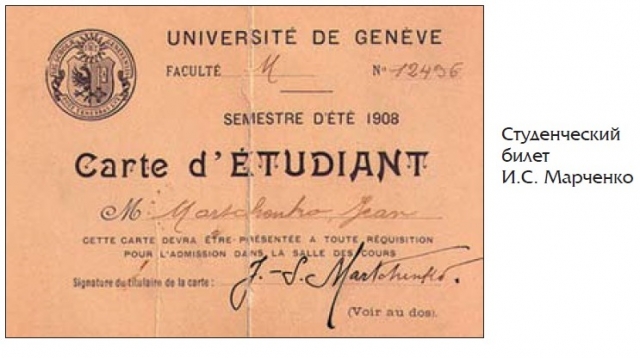 UNIVERSITÉ DE GENÈVE
FACULTÉ M N° 12496
SEMESTRE D'ÉTÉ 1908
Carte d'ÉTUDIANT
M. Martchenko, Jean
CETTE CARTE DEVRA ÊTRE PRÉSENTÉE A TOUTE RÉQUISITION
POUR L'ADMISSION DANS LA SALLE DES COURS
Signature du titulaire de la carte : J.-S. Martchenko.
(Voir au dos).
Студенческий
билет
И.С. Марченко